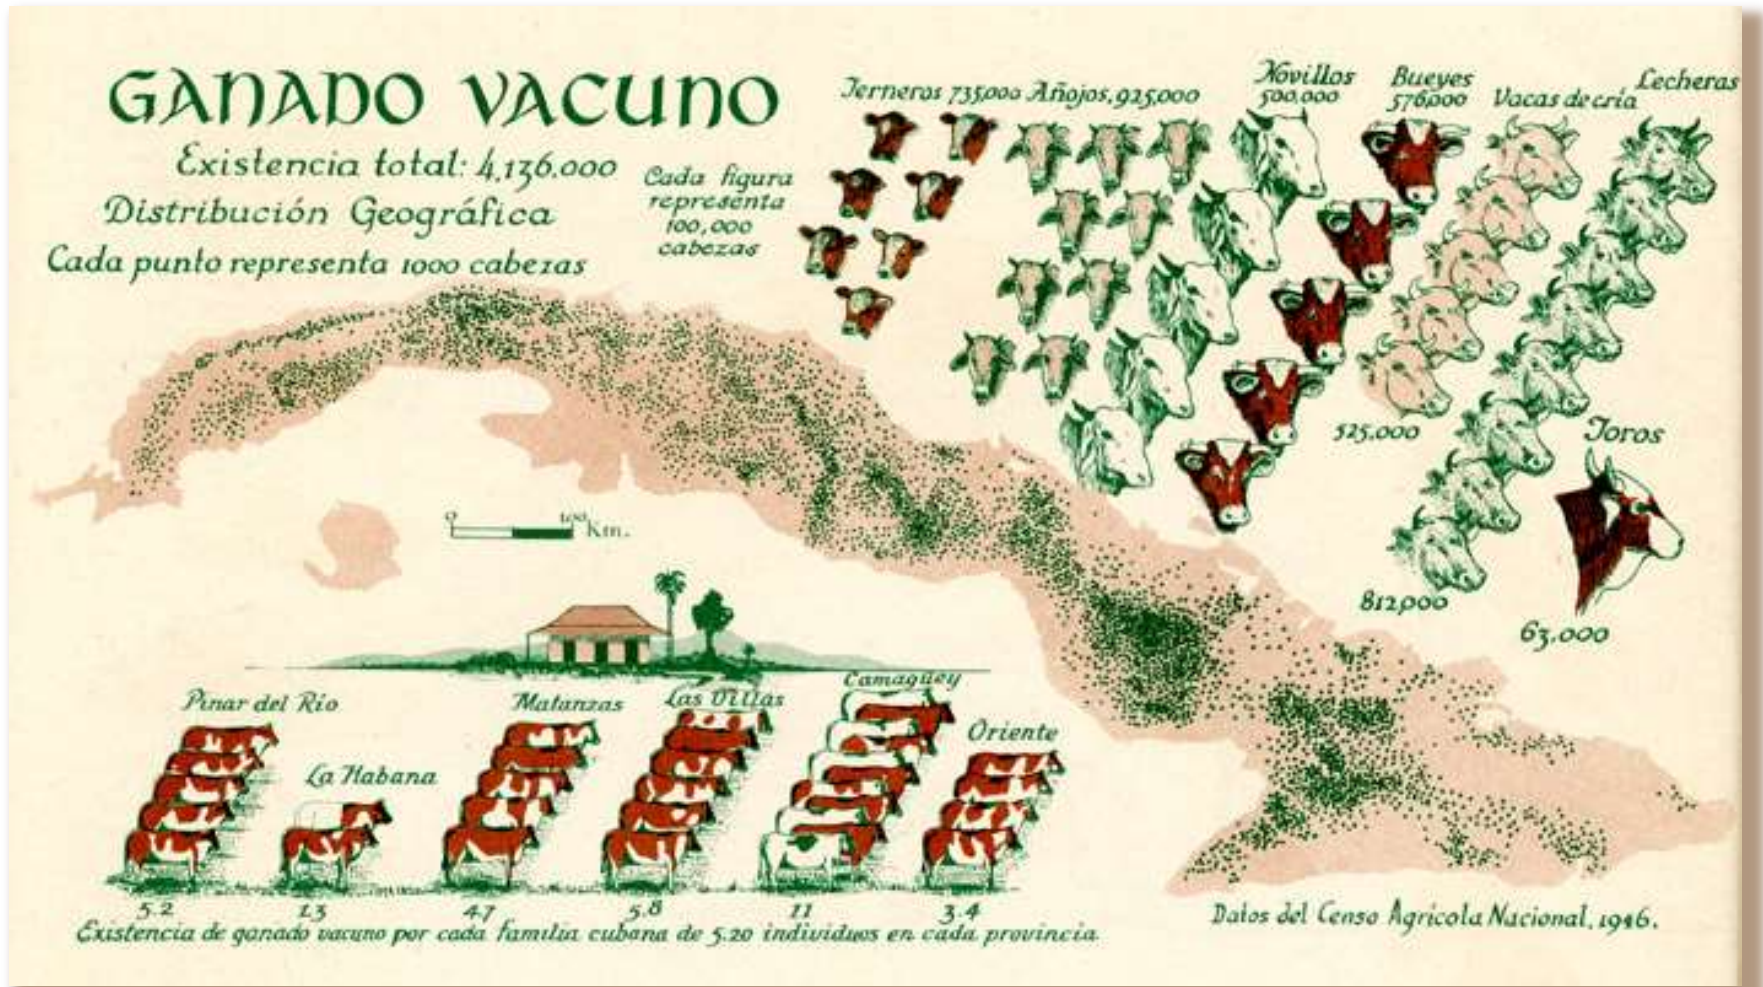 GANADO VACUNO
Existencia total: 4,136.000
Distribución Geográfica
Cada punto representa 1000 cabezas
Cada figura
representa
100,000
cabezas
Terneros 735,000
Añojos, 925,000
Novillos
500,000
Bueyes
576,000
Vacas de cría
Lecheras
525,000
812,000
Toros
63,000
0 100 Km.
Pinar del Río
La Habana
Matanzas
Las Villas
Camagüey
Oriente
5.2 1.3 4.7 5.8 11 3.4
Existencia de ganado vacuno por cada familia cubana de 5.20 individuos en cada provincia
Datos del Censo Agrícola Nacional, 1946.